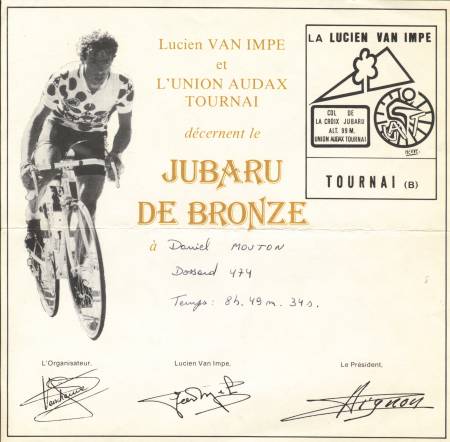 Lucien VAN IMPE
et
L'UNION AUDAX
TOURNAI
décernent le
JUBARU
DE BRONZE
à Daniel MOUTON
Dossard 474
Temps: 8h. 49m. 34s.
LA LUCIEN VAN IMPE
COL DE
LA CROIX JUBARU
ALT. 99 M.
UNION AUDAX TOURNAI
TOURNAI (B)
L'Organisateur,
Lucien Van Impe,
Le Président,